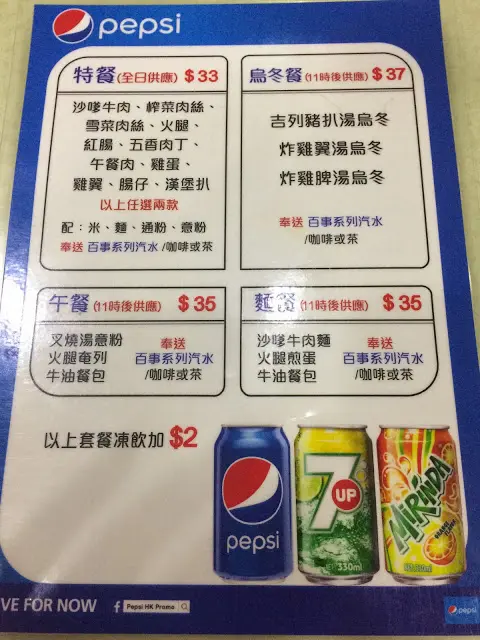 pepsi
特餐(全日供應) $33
沙嗲牛肉、榨菜肉絲、
雪菜肉絲、火腿、
紅腸、五香肉丁、
午餐肉、雞蛋、
雞翼、腸仔、漢堡扒
以上任選兩款
配：米、麵、通粉、意粉
奉送 百事系列汽水/咖啡或茶
烏冬餐(11時後供應) $37
吉列豬扒湯烏冬
炸雞翼湯烏冬
炸雞脾湯烏冬
奉送 百事系列汽水
/咖啡或茶
午餐(11時後供應) $35
叉燒湯意粉
火腿奄列
牛油餐包
奉送
百事系列汽水
/咖啡或茶
麵餐(11時後供應) $35
沙嗲牛肉麵
火腿煎蛋
牛油餐包
奉送
百事系列汽水
/咖啡或茶
以上套餐凍飲加 $2
pepsi
7
UP
330ml
MiRiNDA
VE FOR NOW
f Pepsi HK Promo
pepsi